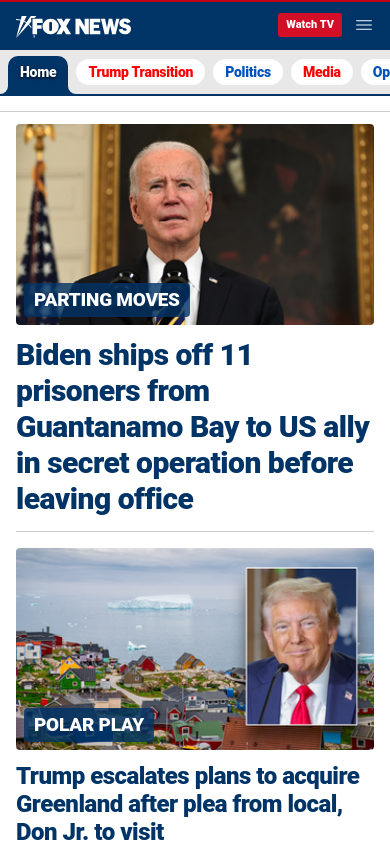 FOX NEWS
Watch TV
Home
Trump Transition
Politics
Media
Op
PARTING MOVES
Biden ships off 11
prisoners from
Guantanamo Bay to US ally
in secret operation before
leaving office
POLAR PLAY
Trump escalates plans to acquire
Greenland after plea from local,
Don Jr. to visit